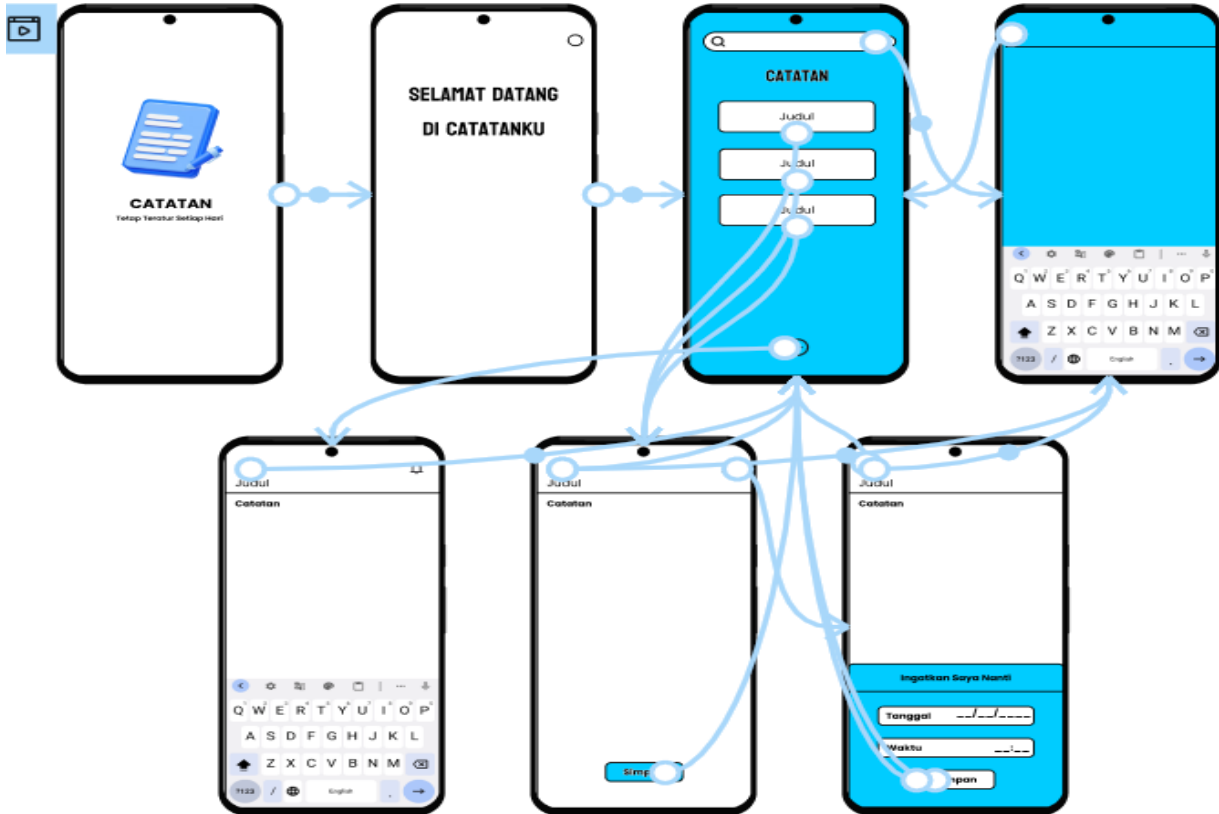 CATATAN
Tetap Teratur Setiap Hari
SELAMAT DATANG
DI CATATANKU
CATATAN
Judul
Judul
Judul
Q W E R T Y U I O P
A S D F G H J K L
Z X C V B N M
?123 / English .
Judul
Catatan
Q W E R T Y U I O P
A S D F G H J K L
Z X C V B N M
?123 / English .
Judul
Catatan
Judul
Catatan
Ingatkan Saya Nanti
Tanggal __/__/____
Waktu __:__